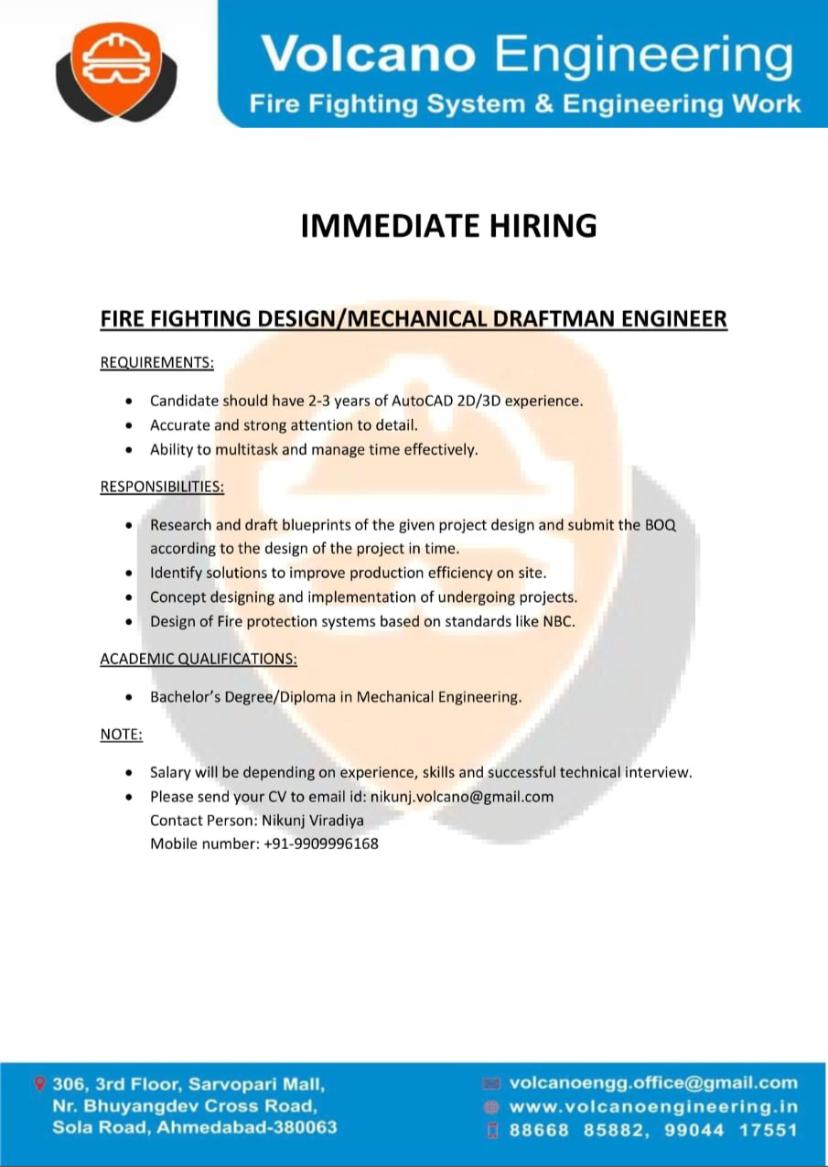 Volcano Engineering
Fire Fighting System & Engineering Work
IMMEDIATE HIRING
FIRE FIGHTING DESIGN/MECHANICAL DRAFTMAN ENGINEER
REQUIREMENTS:
• Candidate should have 2-3 years of AutoCAD 2D/3D experience.
• Accurate and strong attention to detail.
• Ability to multitask and manage time effectively.
RESPONSIBILITIES:
• Research and draft blueprints of the given project design and submit the BOQ
according to the design of the project in time.
• Identify solutions to improve production efficiency on site.
• Concept designing and implementation of undergoing projects.
• Design of Fire protection systems based on standards like NBC.
ACADEMIC QUALIFICATIONS:
• Bachelor’s Degree/Diploma in Mechanical Engineering.
NOTE:
• Salary will be depending on experience, skills and successful technical interview.
• Please send your CV to email id: nikunj.volcano@gmail.com
Contact Person: Nikunj Viradiya
Mobile number: +91-9909996168
306, 3rd Floor, Sarvopari Mall,
Nr. Bhuyangdev Cross Road,
Sola Road, Ahmedabad-380063
volcanoengg.office@gmail.com
www.volcanoengineering.in
88668 85882, 99044 17551